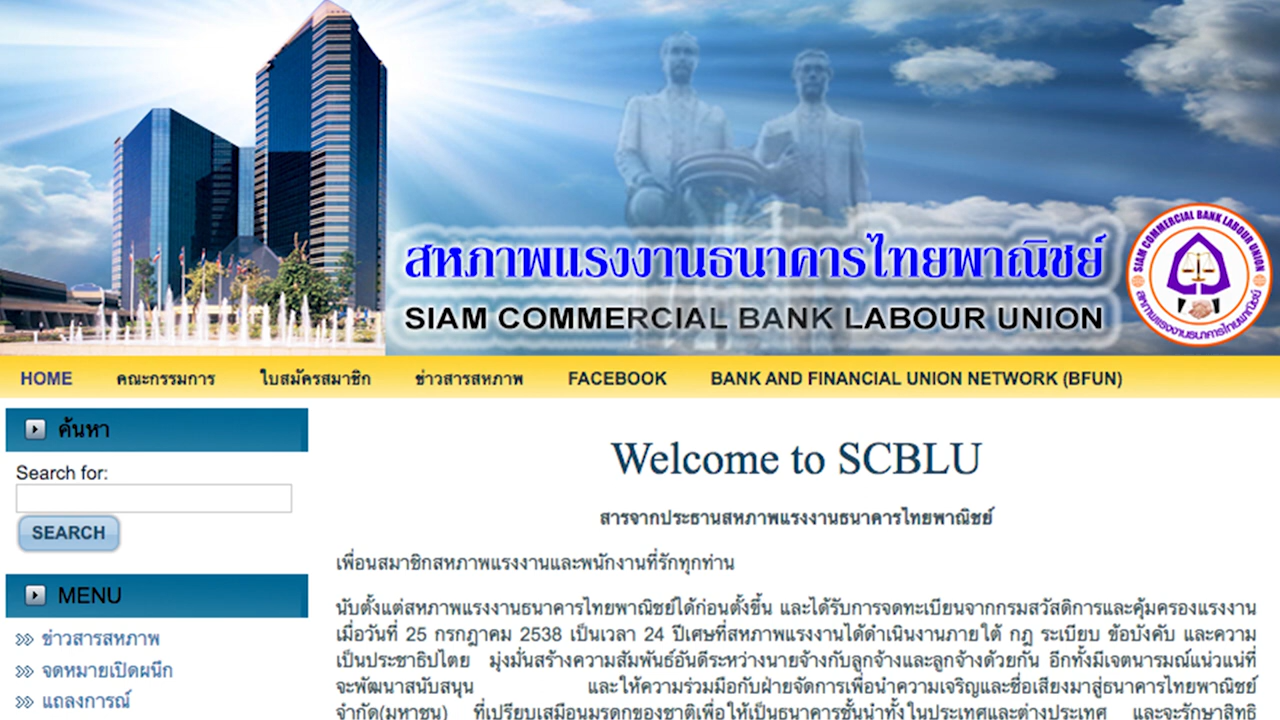 สหภาพแรงงานธนาคารไทยพาณิชย์
SIAM COMMERCIAL BANK LABOUR UNION
SIAM COMMERCIAL BANK LABOUR UNION
สหภาพแรงงานธนาคารไทยพาณิชย์
HOME คณะกรรมการ ใบสมัครสมาชิก ข่าวสารสหภาพ FACEBOOK BANK AND FINANCIAL UNION NETWORK (BFUN)
ค้นหา
Search for:
SEARCH
MENU
ข่าวสารสหภาพ
จดหมายเปิดผนึก
แถลงการณ์
Welcome to SCBLU
สารจากประธานสหภาพแรงงานธนาคารไทยพาณิชย์
เพื่อนสมาชิกสหภาพแรงงานและพนักงานที่รักทุกท่าน
นับตั้งแต่สหภาพแรงงานธนาคารไทยพาณิชย์ได้ก่อนตั้งขึ้น และได้รับการจดทะเบียนจากกรมสวัสดิการและคุ้มครองแรงงาน
เมื่อวันที่ 25 กรกฎาคม 2538 เป็นเวลา 24 ปีเศษที่สหภาพแรงงานได้ดำเนินงานภายใต้ กฎ ระเบียบ ข้อบังคับ และความ
เป็นประชาธิปไตย มุ่งมั่นสร้างความสัมพันธ์อันดีระหว่างนายจ้างกับลูกจ้างและลูกจ้างด้วยกัน อีกทั้งมีเจตนารมณ์แน่วแน่ที่
จะพัฒนาสนับสนุน และให้ความร่วมมือกับฝ่ายจัดการเพื่อนำความเจริญและชื่อเสียงมาสู่ธนาคารไทยพาณิชย์
จำกัด(มหาชน) ที่เปรียบเสมือนมรดกของชาติเพื่อให้เป็นธนาคารชั้นนำทั้งในประเทศและต่างประเทศ และจะรักษาสิทธิ